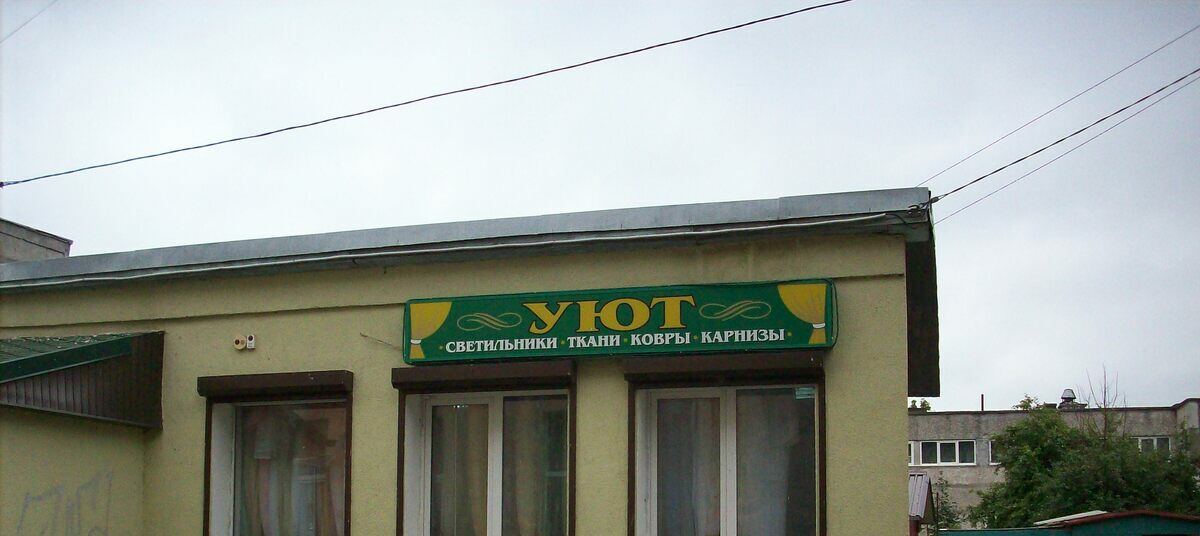 УЮТ
СВЕТИЛЬНИКИ · ТКАНИ · КОВРЫ · КАРНИЗЫ